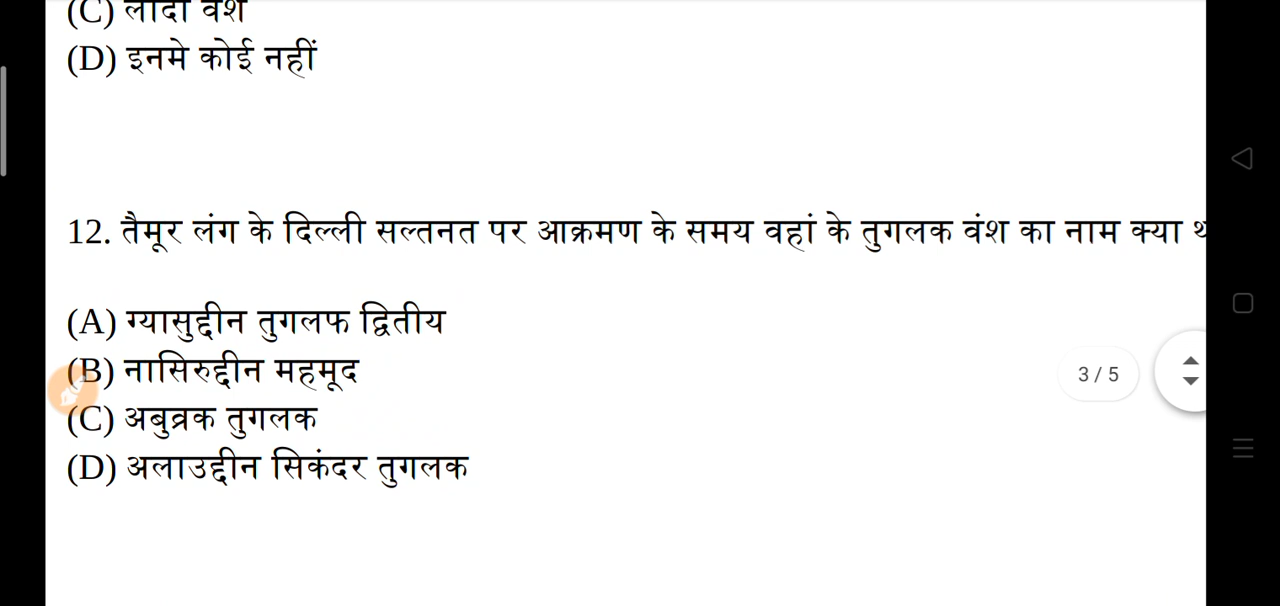 (C) लोदी वंश
(D) इनमे कोई नहीं
12. तैमूर लंग के दिल्ली सल्तनत पर आक्रमण के समय वहां के तुगलक वंश का नाम क्या
(A) ग्यासुद्दीन तुगलफ द्वितीय
(B) नासिरुद्दीन महमूद
3 / 5
(C) अबुव्रक तुगलक
(D) अलाउद्दीन सिकंदर तुगलक